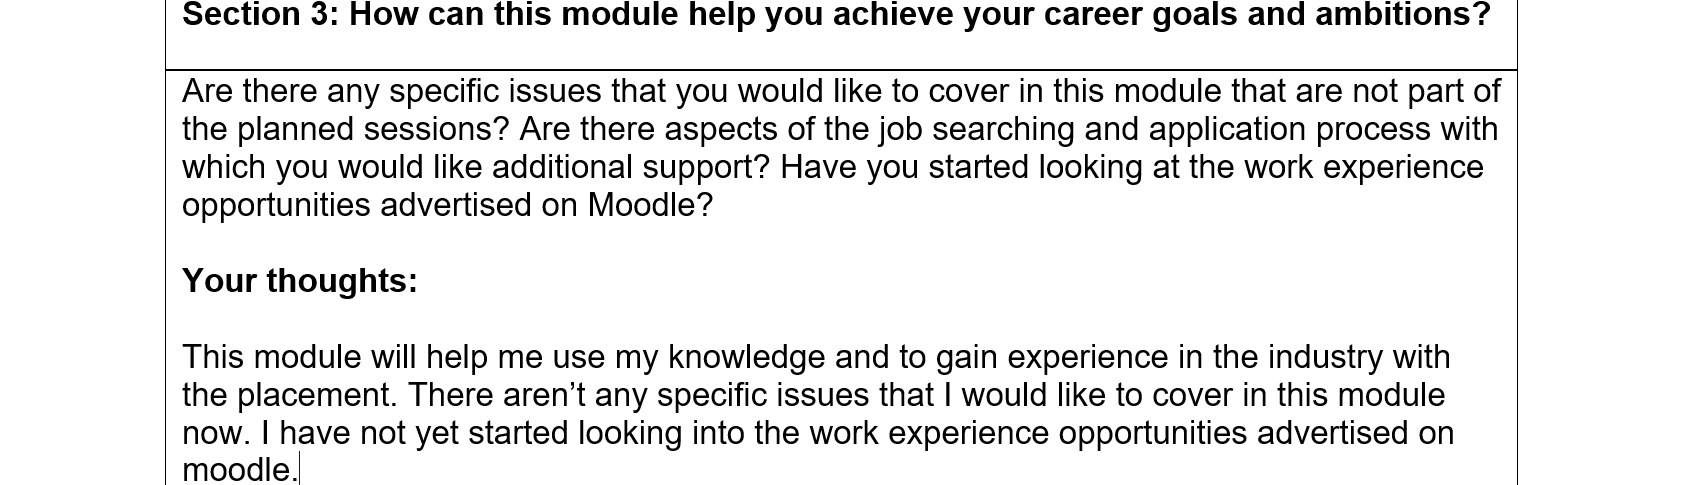 Section 3: How can this module help you achieve your career goals and ambitions?
Are there any specific issues that you would like to cover in this module that are not part of
the planned sessions? Are there aspects of the job searching and application process with
which you would like additional support? Have you started looking at the work experience
opportunities advertised on Moodle?
Your thoughts:
This module will help me use my knowledge and to gain experience in the industry with
the placement. There aren’t any specific issues that I would like to cover in this module
now. I have not yet started looking into the work experience opportunities advertised on
moodle.